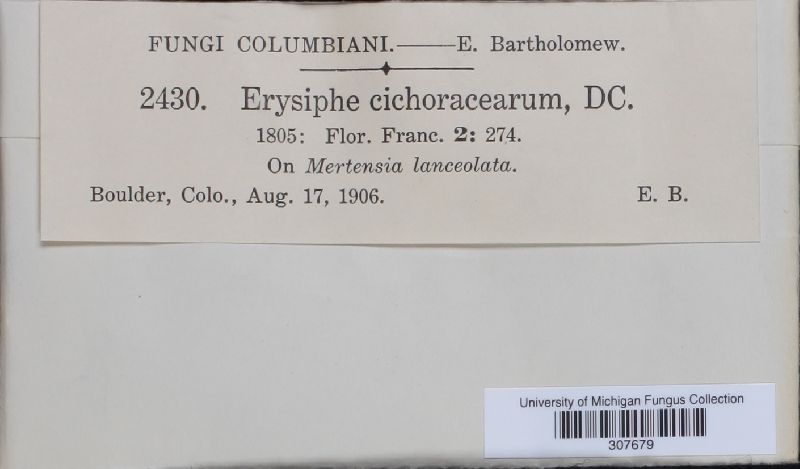 FUNGI COLUMBIANI.——E. Bartholomew.
2430. Erysiphe cichoracearum, DC.
1805: Flor. Franc. 2: 274.
On Mertensia lanceolata.
Boulder, Colo., Aug. 17, 1906. E. B.
University of Michigan Fungus Collection
307679